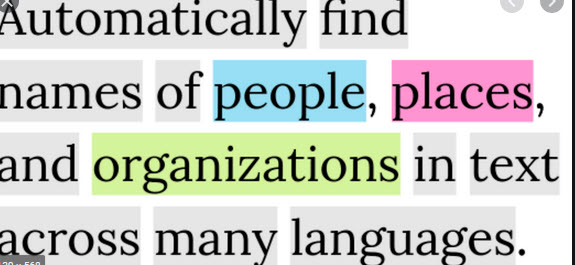 Automatically find
names of people, places,
and organizations in text
across many languages.